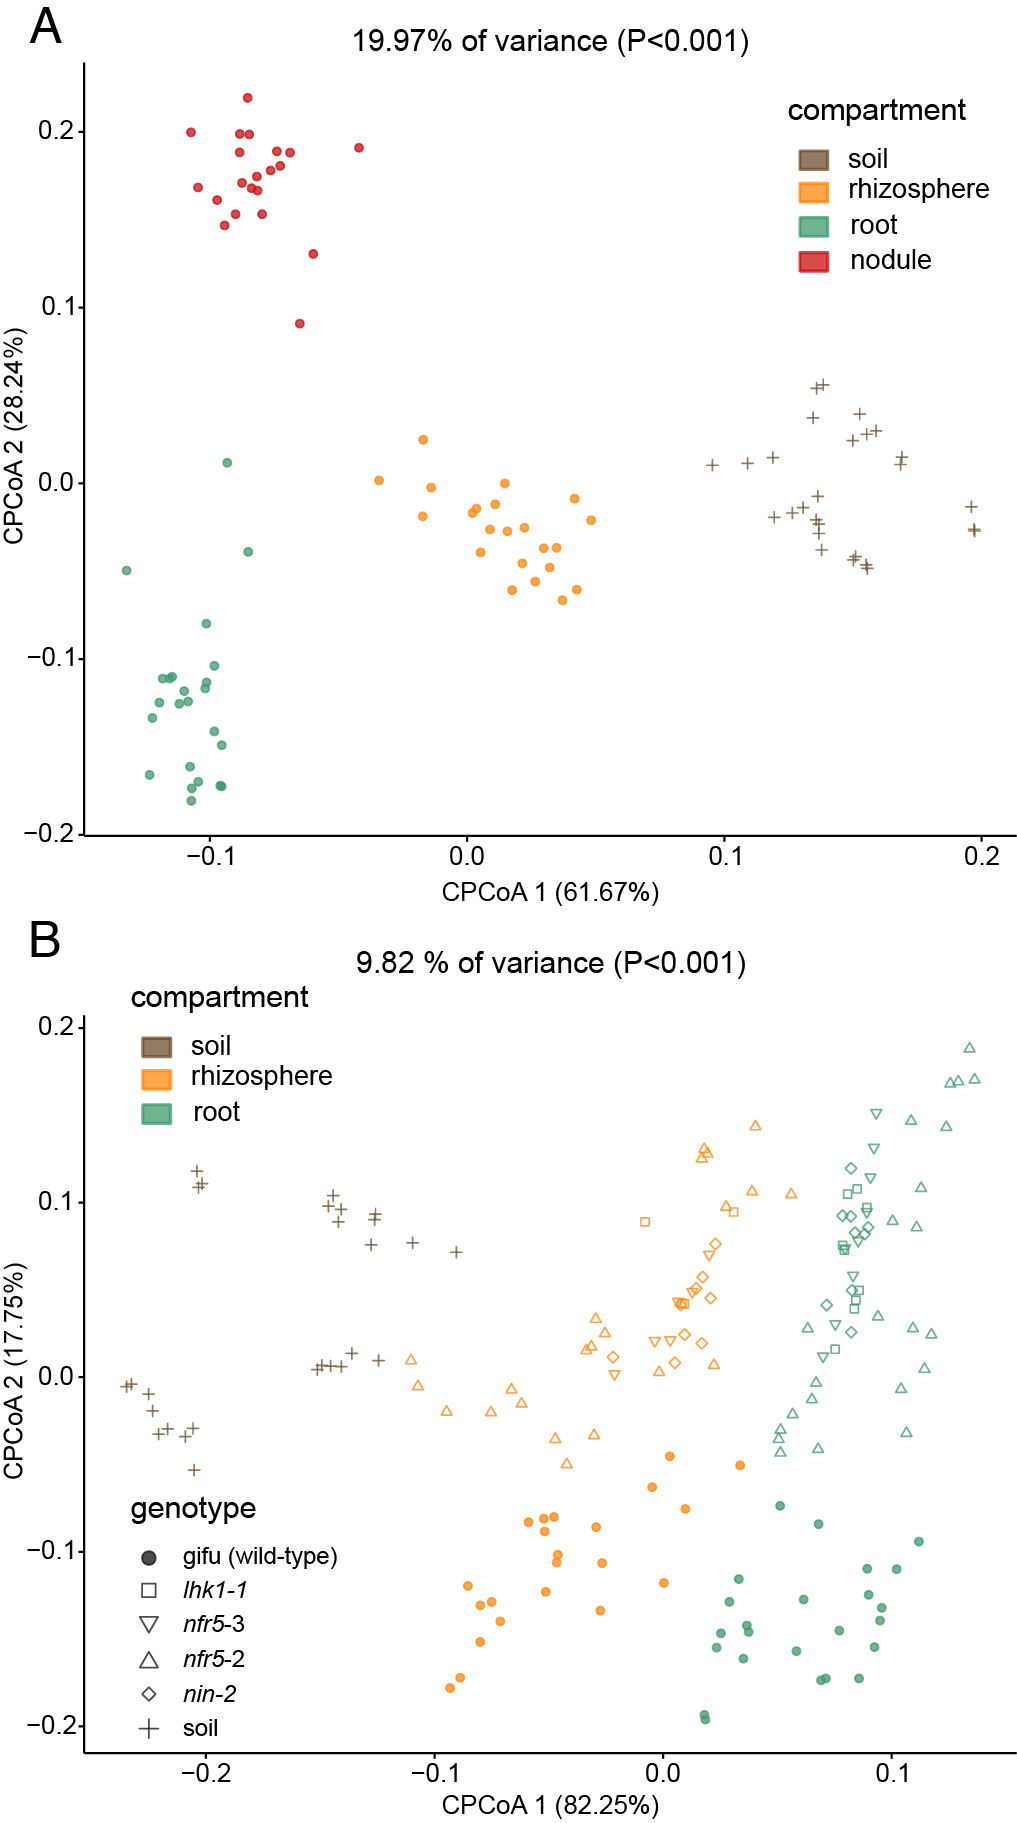 A
19.97% of variance (P<0.001)
compartment
soil
rhizosphere
root
nodule
0.2
0.1
0.0
−0.1
−0.2
CPCoA 2 (28.24%)
−0.1
0.0
0.1
0.2
CPCoA 1 (61.67%)
B
9.82 % of variance (P<0.001)
compartment
soil
rhizosphere
root
genotype
gifu (wild-type)
lhk1-1
nfr5-3
nfr5-2
nin-2
soil
0.2
0.1
0.0
−0.1
−0.2
CPCoA 2 (17.75%)
−0.2
−0.1
0.0
0.1
CPCoA 1 (82.25%)